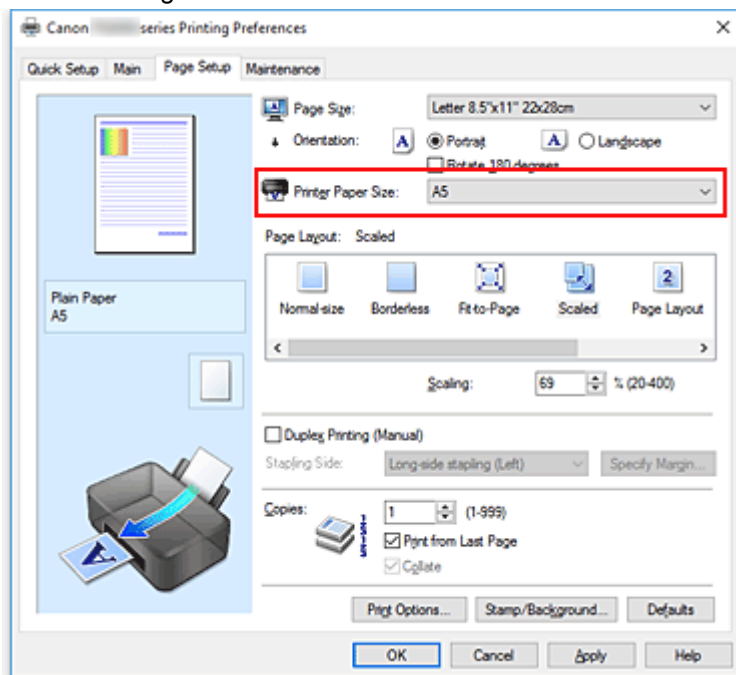 Canon series Printing Preferences
Quick Setup Main Page Setup Maintenance
Page Size: Letter 8.5"x11" 22x28cm
Orientation: A Portrait A Landscape
Rotate 180 degrees
Printer Paper Size: A5
Page Layout: Scaled
Normal-size Borderless Fit-to-Page Scaled 2 Page Layout
Plain Paper
A5
Scaling: 69 % (20-400)
Duplex Printing (Manual)
Stapling Side: Long-side stapling (Left) Specify Margin...
Copies: 1 (1-999)
Print from Last Page
Collate
A
Print Options... Stamp/Background... Defaults
OK Cancel Apply Help